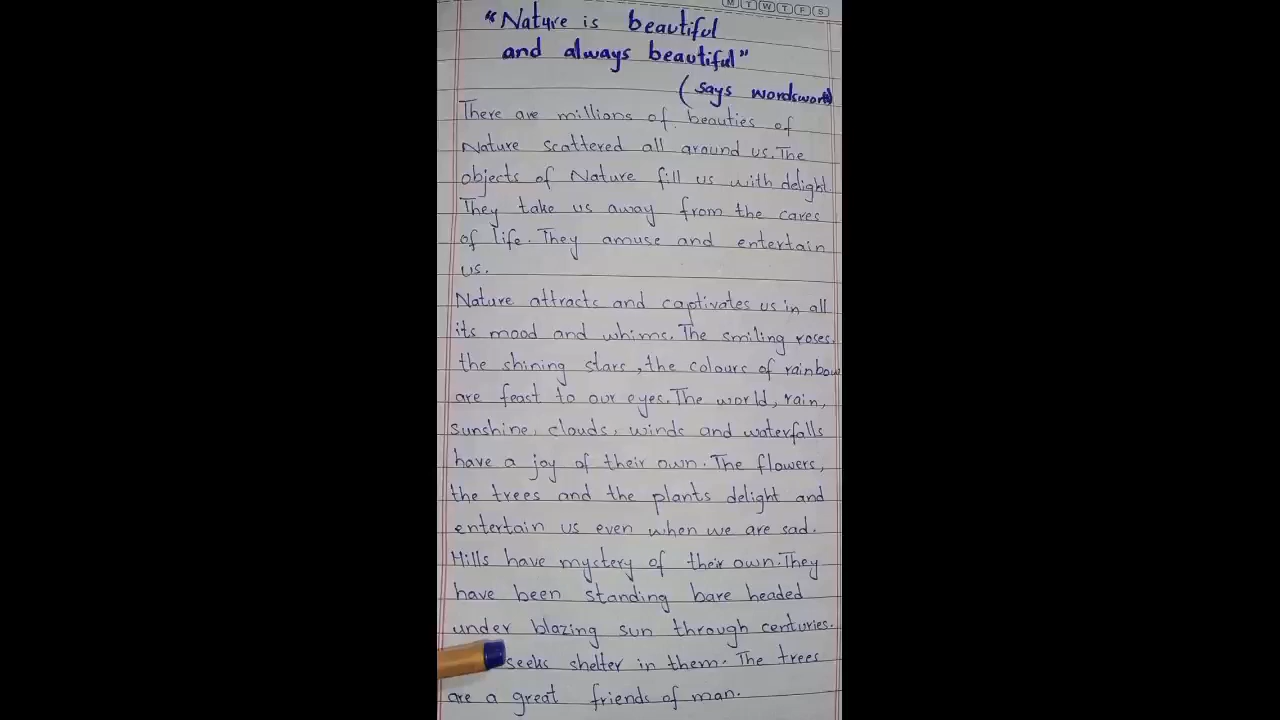 M T W T F S
"Nature is beautiful
and always beautiful"
(says wordsworth
There are millions of beauties of
Nature scattered all around us. The
objects of Nature fill us with delight.
They take us away from the cares
of life. They amuse and entertain
us.
Nature attracts and captivates us in all
its mood and whims. The smiling roses,
the shining stars, the colours of rainbow
are feast to our eyes. The world, rain,
sunshine, clouds, winds and waterfalls
have a joy of their own. The flowers,
the trees and the plants delight and
entertain us even when we are sad.
Hills have mystery of their own. They
have been standing bare headed
under blazing sun through centuries.
seeks shelter in them. The trees
are a great friends of man.